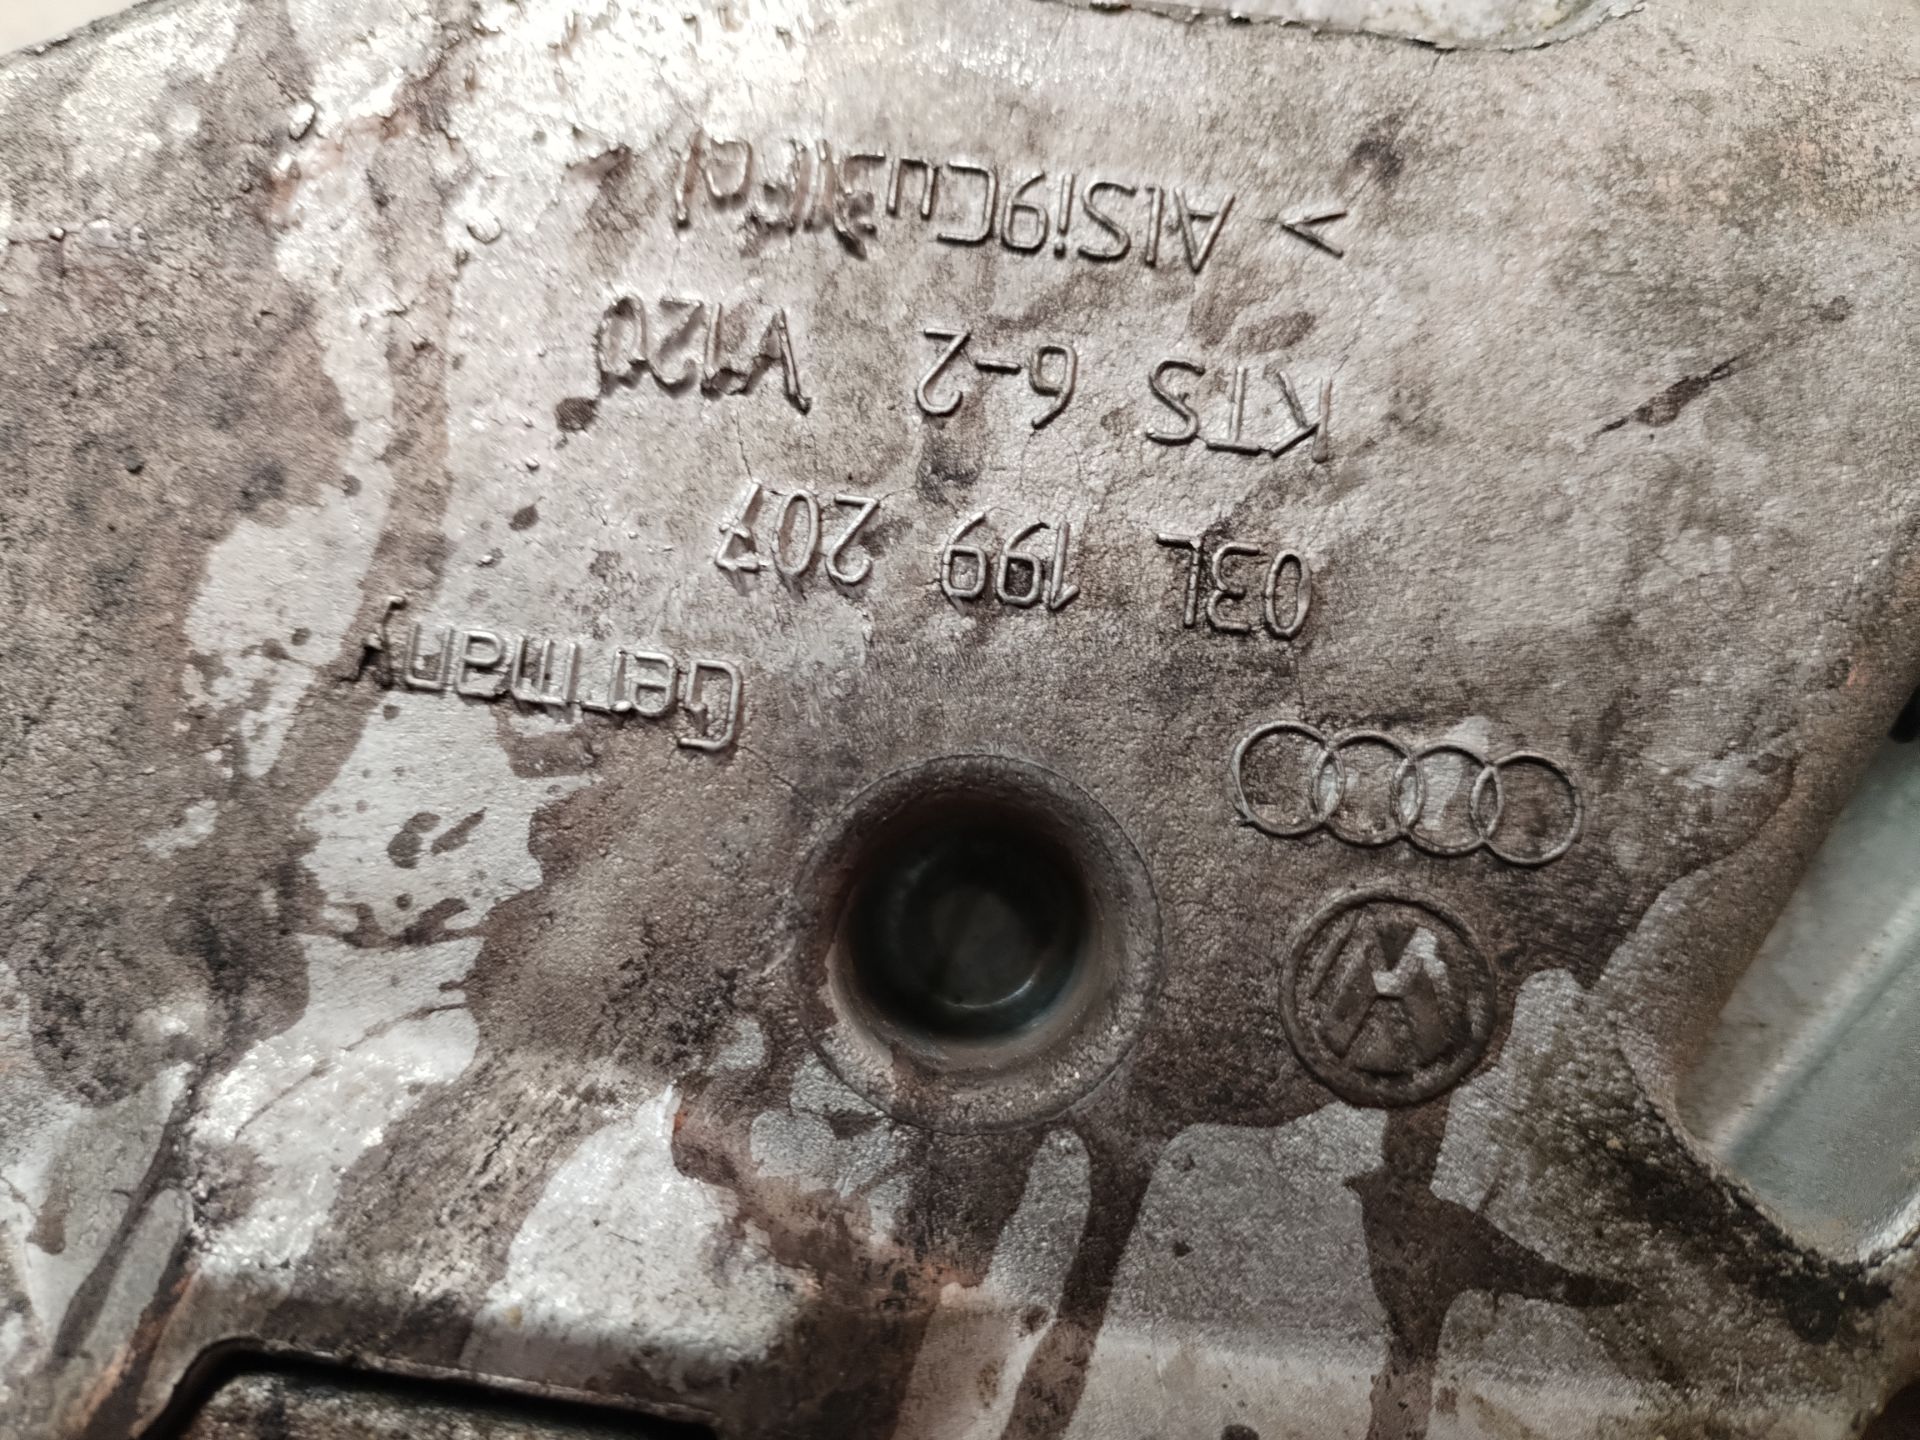 > AlSi9Cu3(Fe) <
KTS 6-2 V120
03L 199 207
Germany